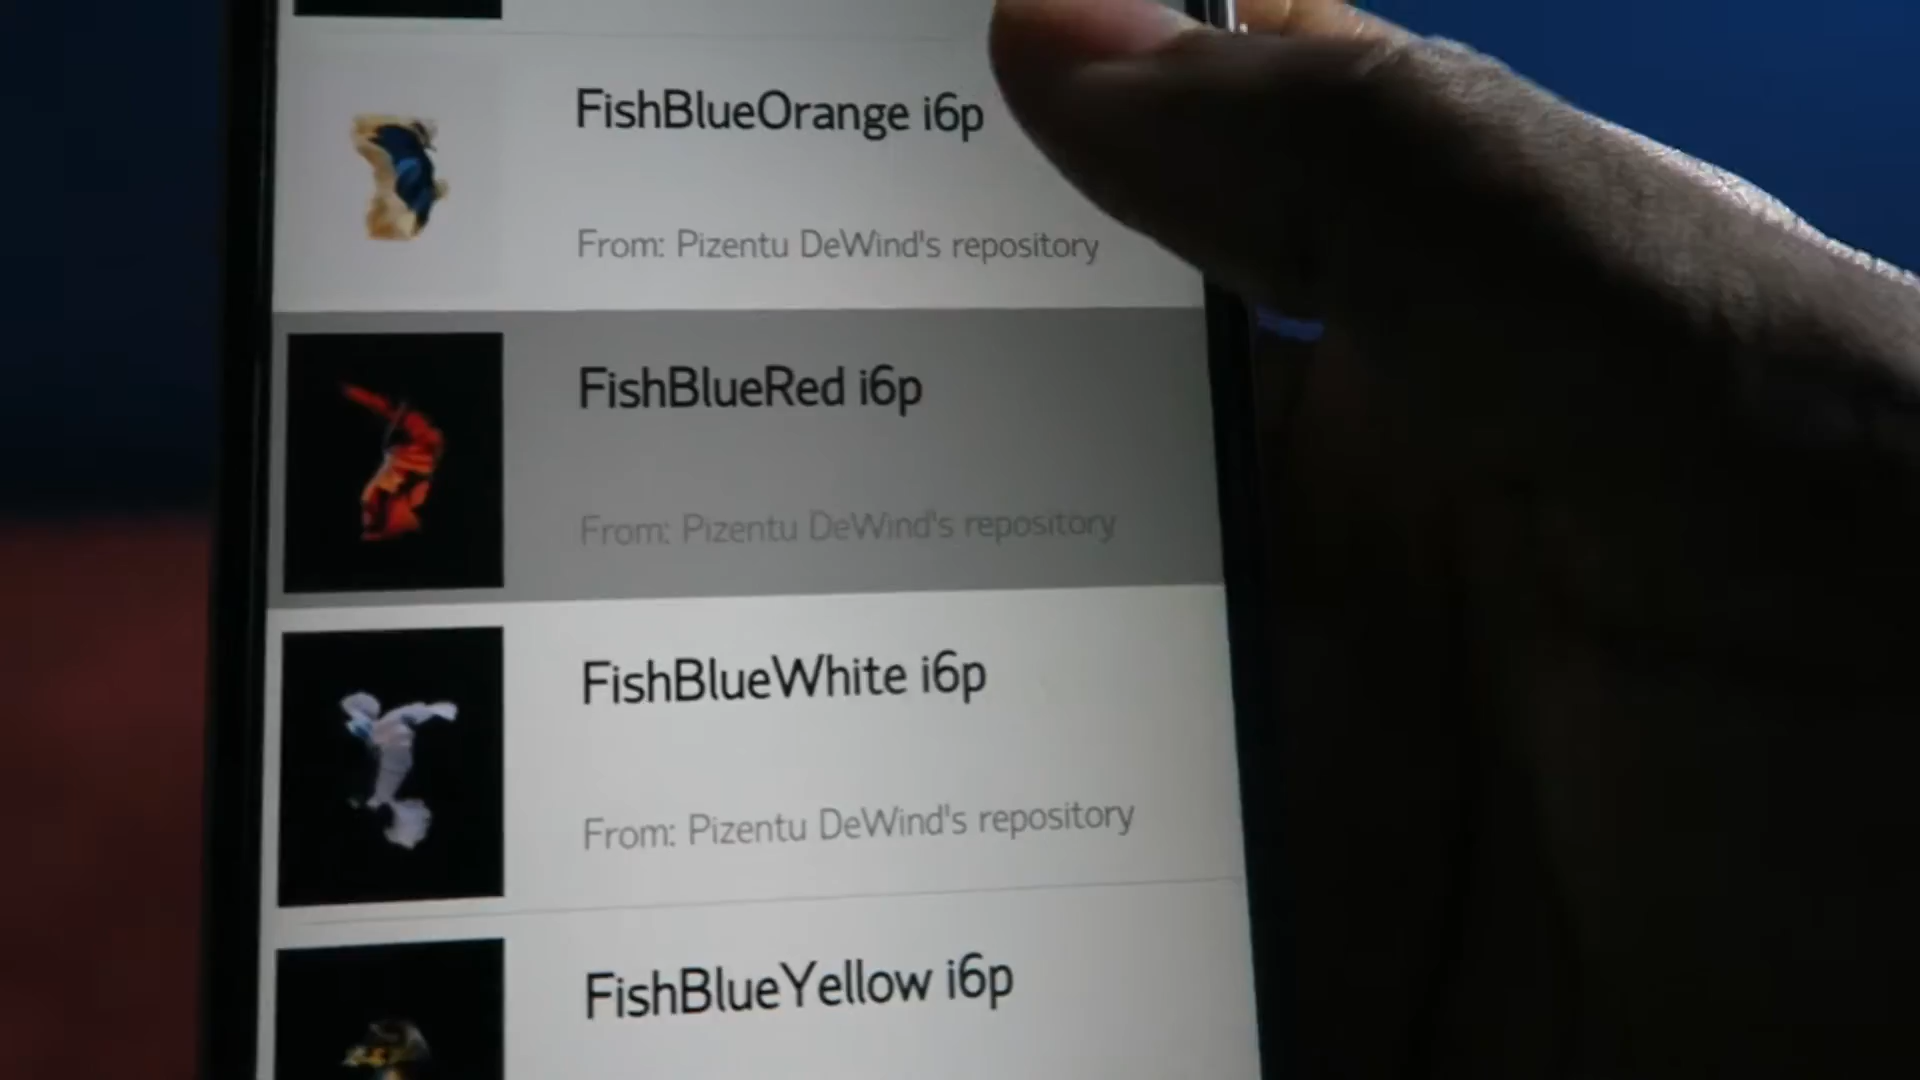 FishBlueOrange i6p
From: Pizentu DeWind's repository
FishBlueRed i6p
From: Pizentu DeWind's repository
FishBlueWhite i6p
From: Pizentu DeWind's repository
FishBlueYellow i6p